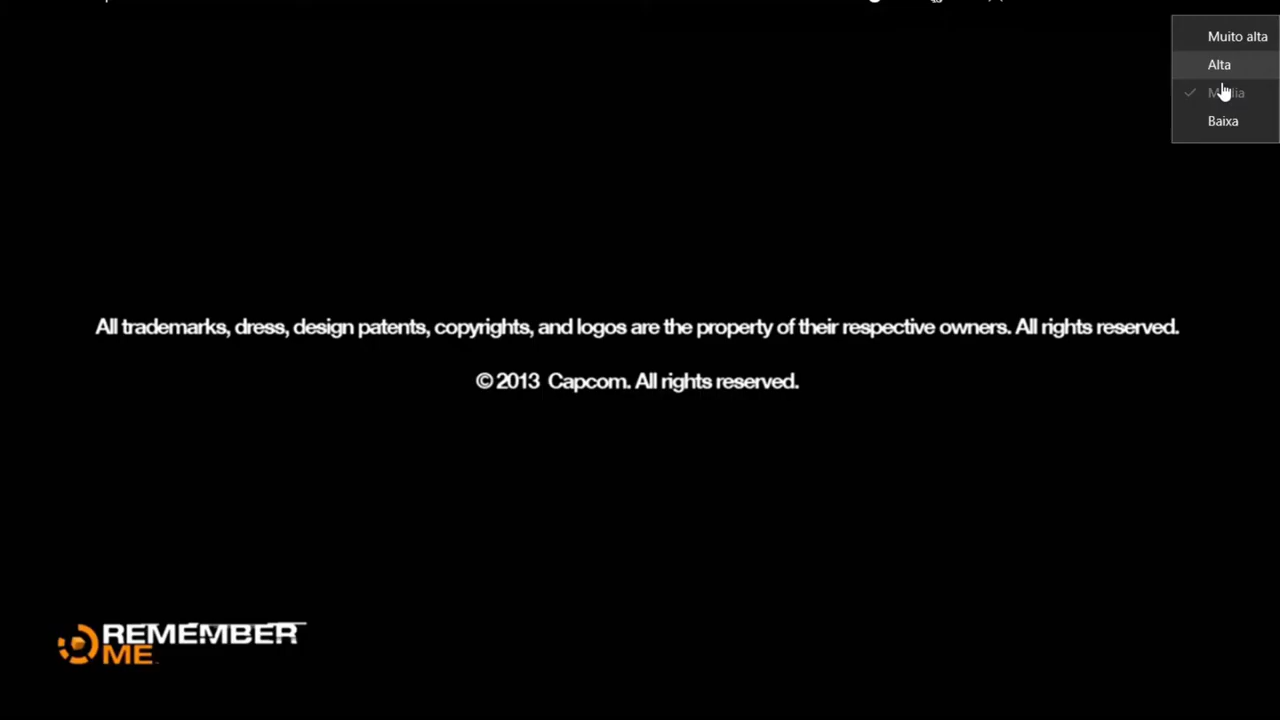 Muito alta
Alta
Baixa
All trademarks, dress, design patents, copyrights, and logos are the property of their respective owners. All rights reserved.
© 2013 Capcom. All rights reserved.
REMEMBER
ME